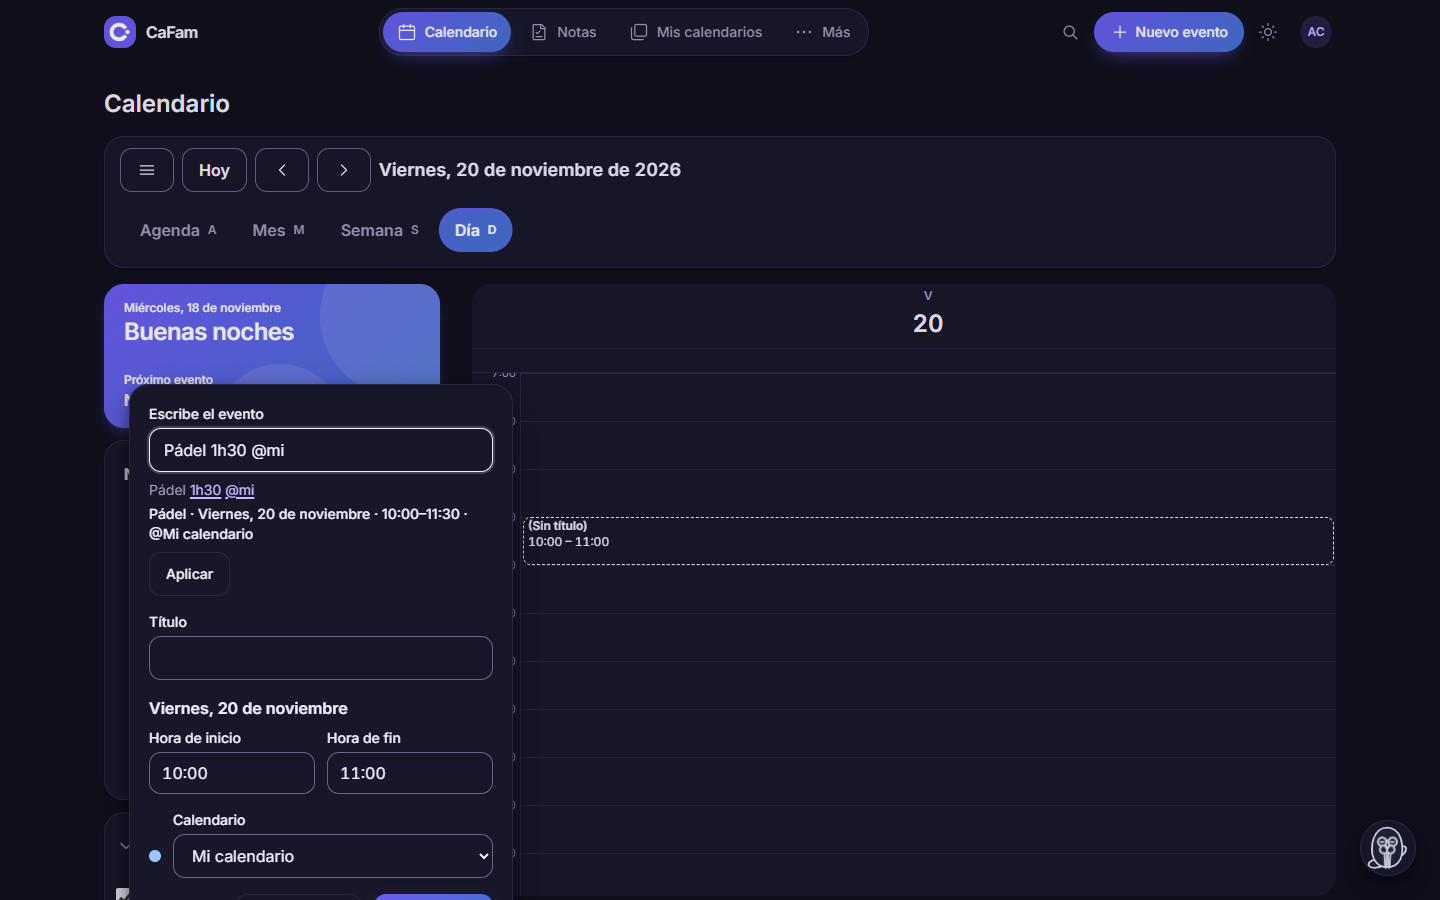 CaFam
Calendario
Notas
Mis calendarios
Más
Nuevo evento
AC
Calendario
Hoy
Viernes, 20 de noviembre de 2026
Agenda A
Mes M
Semana S
Día D
Miércoles, 18 de noviembre
Buenas noches
Próximo evento
V
20
7:00
(Sin título)
10:00 – 11:00
Escribe el evento
Pádel 1h30 @mi
Pádel 1h30 @mi
Pádel · Viernes, 20 de noviembre · 10:00–11:30 ·
@Mi calendario
Aplicar
Título
Viernes, 20 de noviembre
Hora de inicio
Hora de fin
10:00
11:00
Calendario
Mi calendario